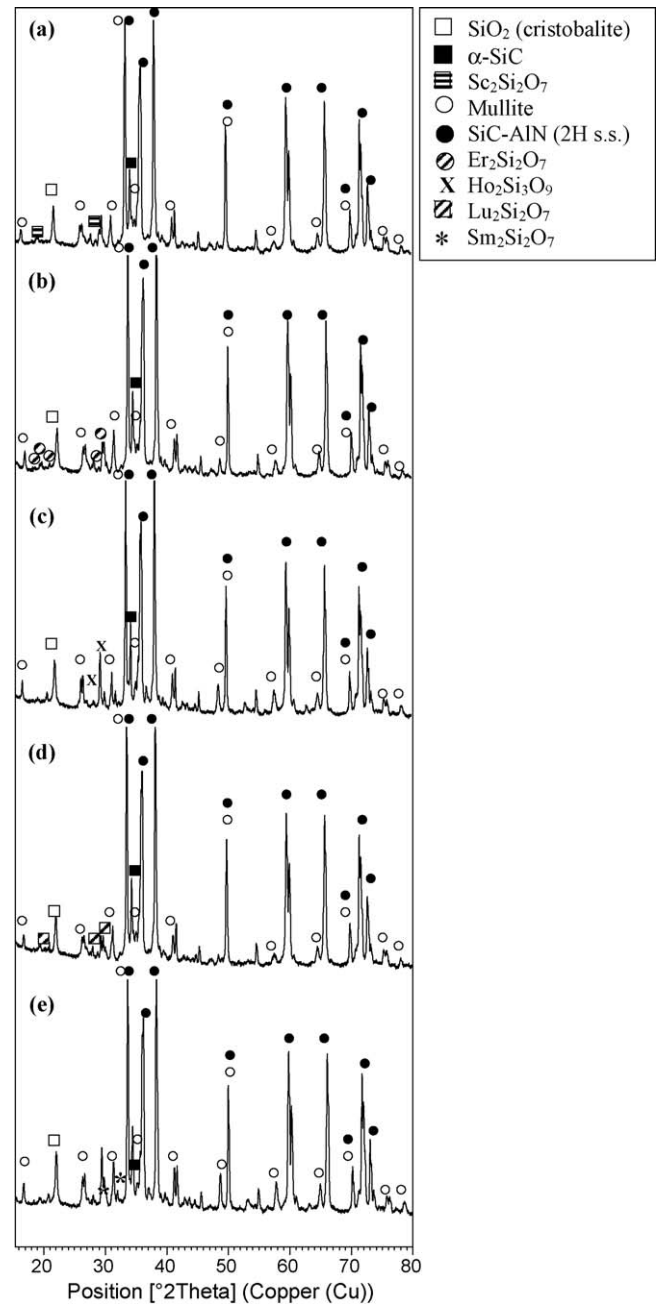 (a)
(b)
(c)
X
X
(d)
(e)
*
*
20 30 40 50 60 70 80
Position [°2Theta] (Copper (Cu))
SiO₂ (cristobalite)
α-SiC
Sc₂Si₂O₇
Mullite
SiC-AlN (2H s.s.)
Er₂Si₂O₇
X Ho₂Si₃O₉
Lu₂Si₂O₇
* Sm₂Si₂O₇